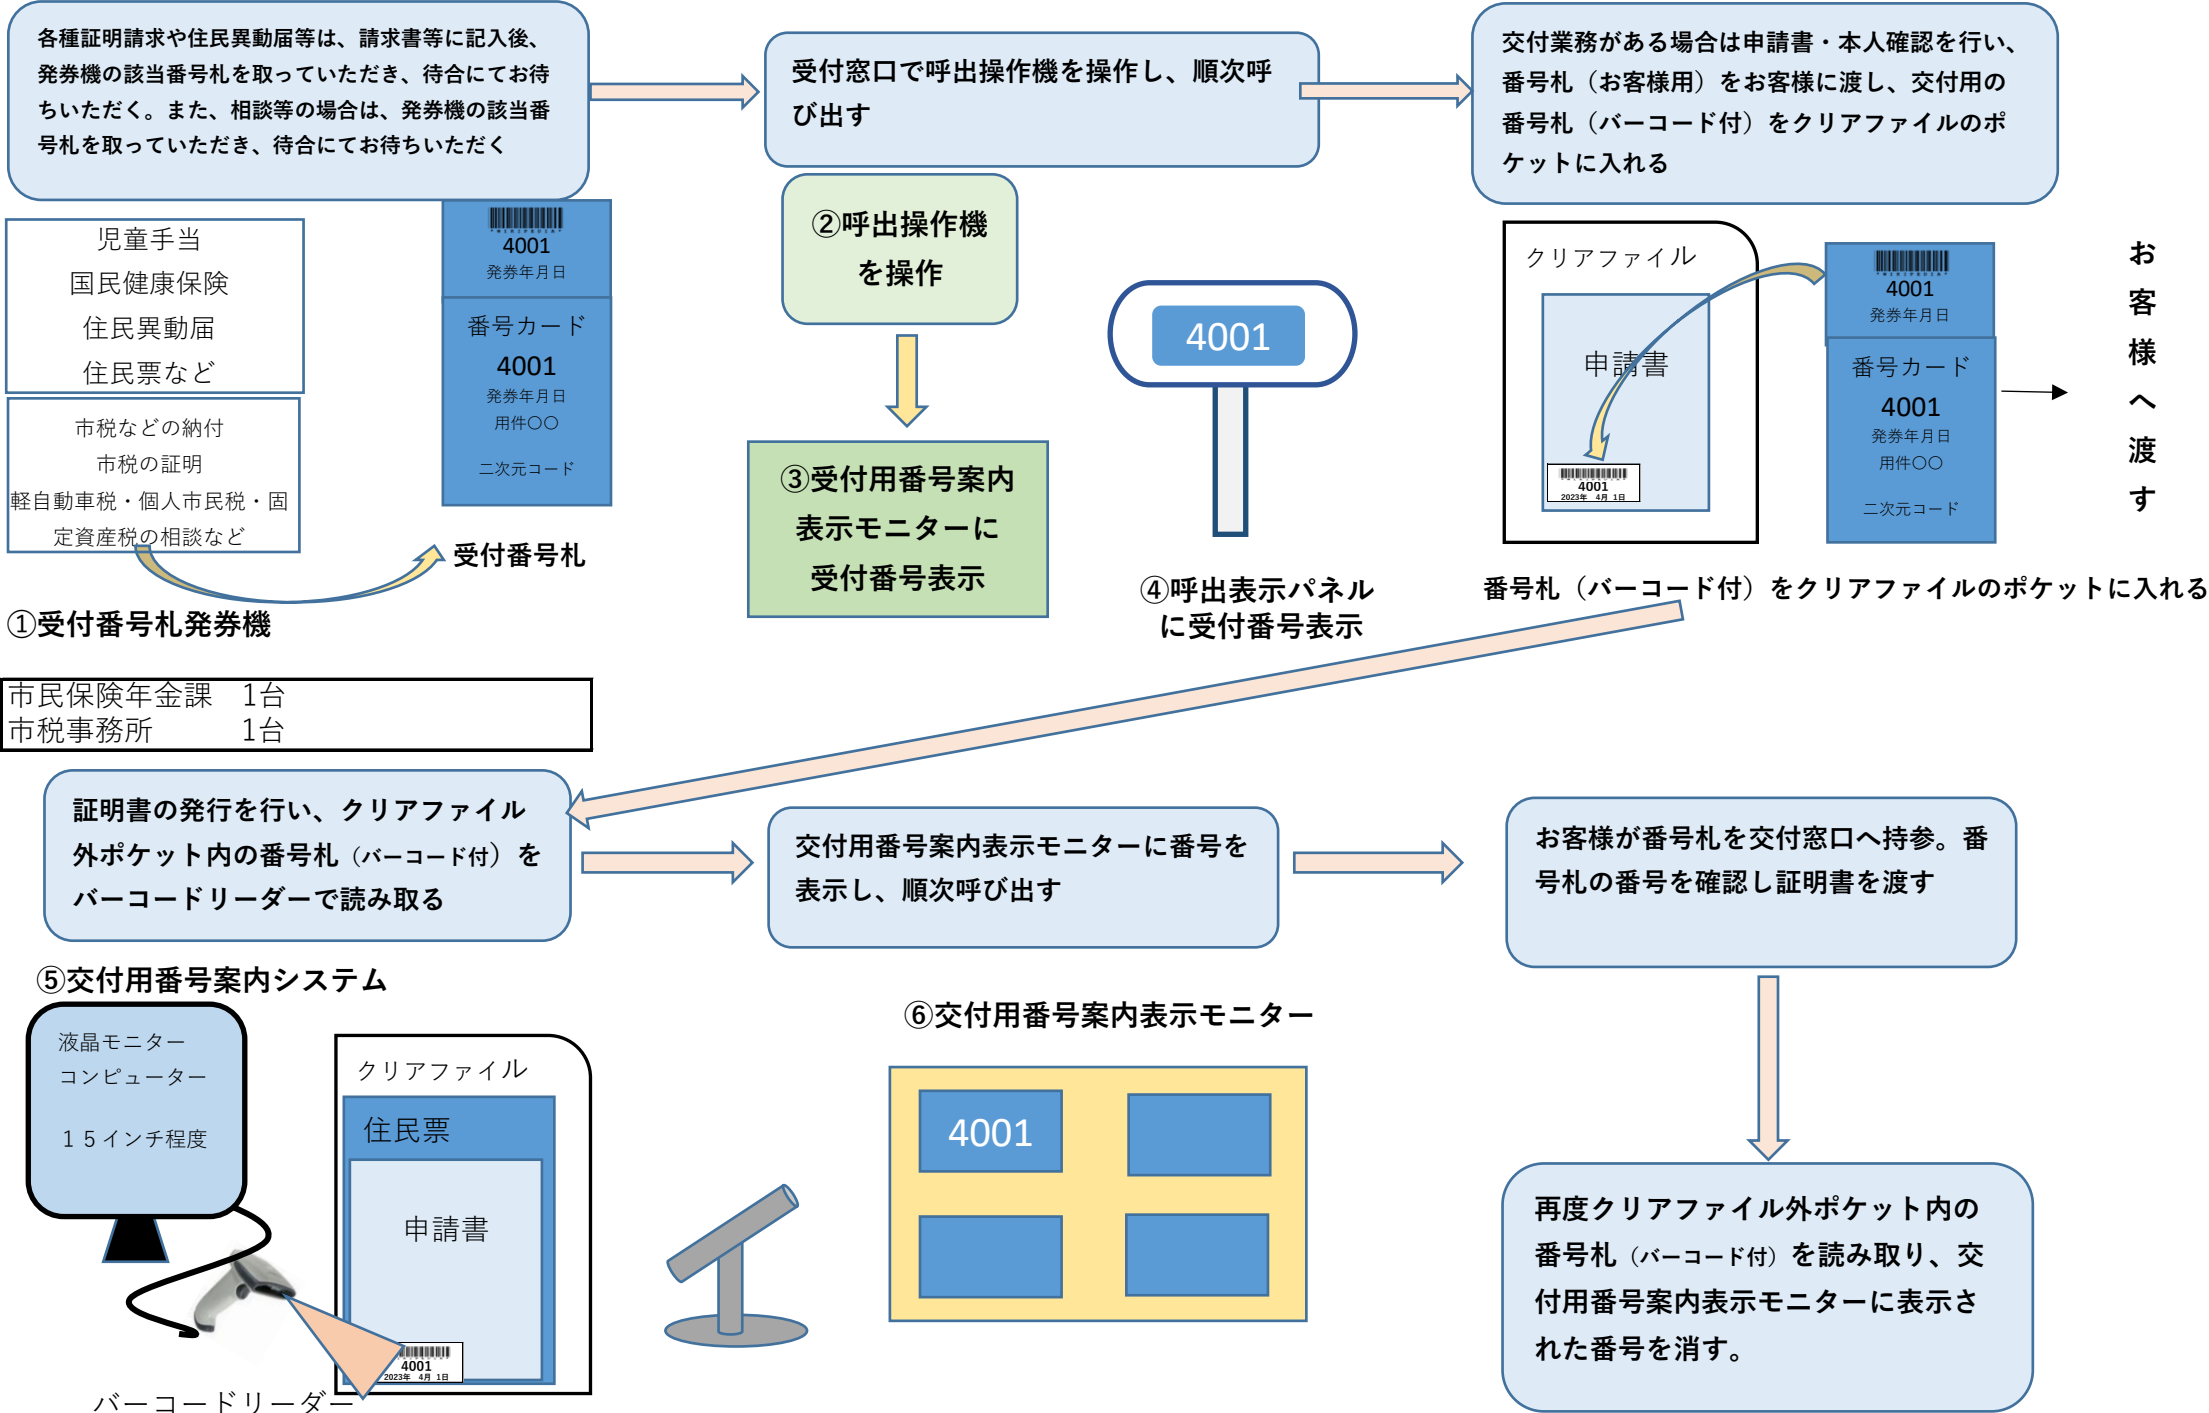 各種証明請求や住民異動届等は、請求書等に記入後、
発券機の該当番号札を取っていただき、待合にてお待
ちいただく。また、相談等の場合は、発券機の該当番
号札を取っていただき、待合にてお待ちいただく
受付窓口で呼出操作機を操作し、順次呼
び出す
交付業務がある場合は申請書・本人確認を行い、
番号札（お客様用）をお客様に渡し、交付用の
番号札（バーコード付）をクリアファイルのポ
ケットに入れる
児童手当
国民健康保険
住民異動届
住民票など
市税などの納付
市税の証明
軽自動車税・個人市民税・固
定資産税の相談など
4001
発券年月日
番号カード
4001
発券年月日
用件〇〇
二次元コード
受付番号札
①受付番号札発券機
②呼出操作機
を操作
③受付用番号案内
表示モニターに
受付番号表示
4001
④呼出表示パネル
に受付番号表示
クリアファイル
申請書
4001
2023年 4月 1日
4001
発券年月日
番号カード
4001
発券年月日
用件〇〇
二次元コード
お客様へ渡す
番号札（バーコード付）をクリアファイルのポケットに入れる
市民保険年金課 1台
市税事務所 1台
証明書の発行を行い、クリアファイル
外ポケット内の番号札（バーコード付）を
バーコードリーダーで読み取る
交付用番号案内表示モニターに番号を
表示し、順次呼び出す
お客様が番号札を交付窓口へ持参。番
号札の番号を確認し証明書を渡す
⑤交付用番号案内システム
液晶モニター
コンピューター
１５インチ程度
クリアファイル
住民票
申請書
4001
2023年 4月 1日
バーコードリーダー
⑥交付用番号案内表示モニター
4001
再度クリアファイル外ポケット内の
番号札（バーコード付）を読み取り、交
付用番号案内表示モニターに表示さ
れた番号を消す。